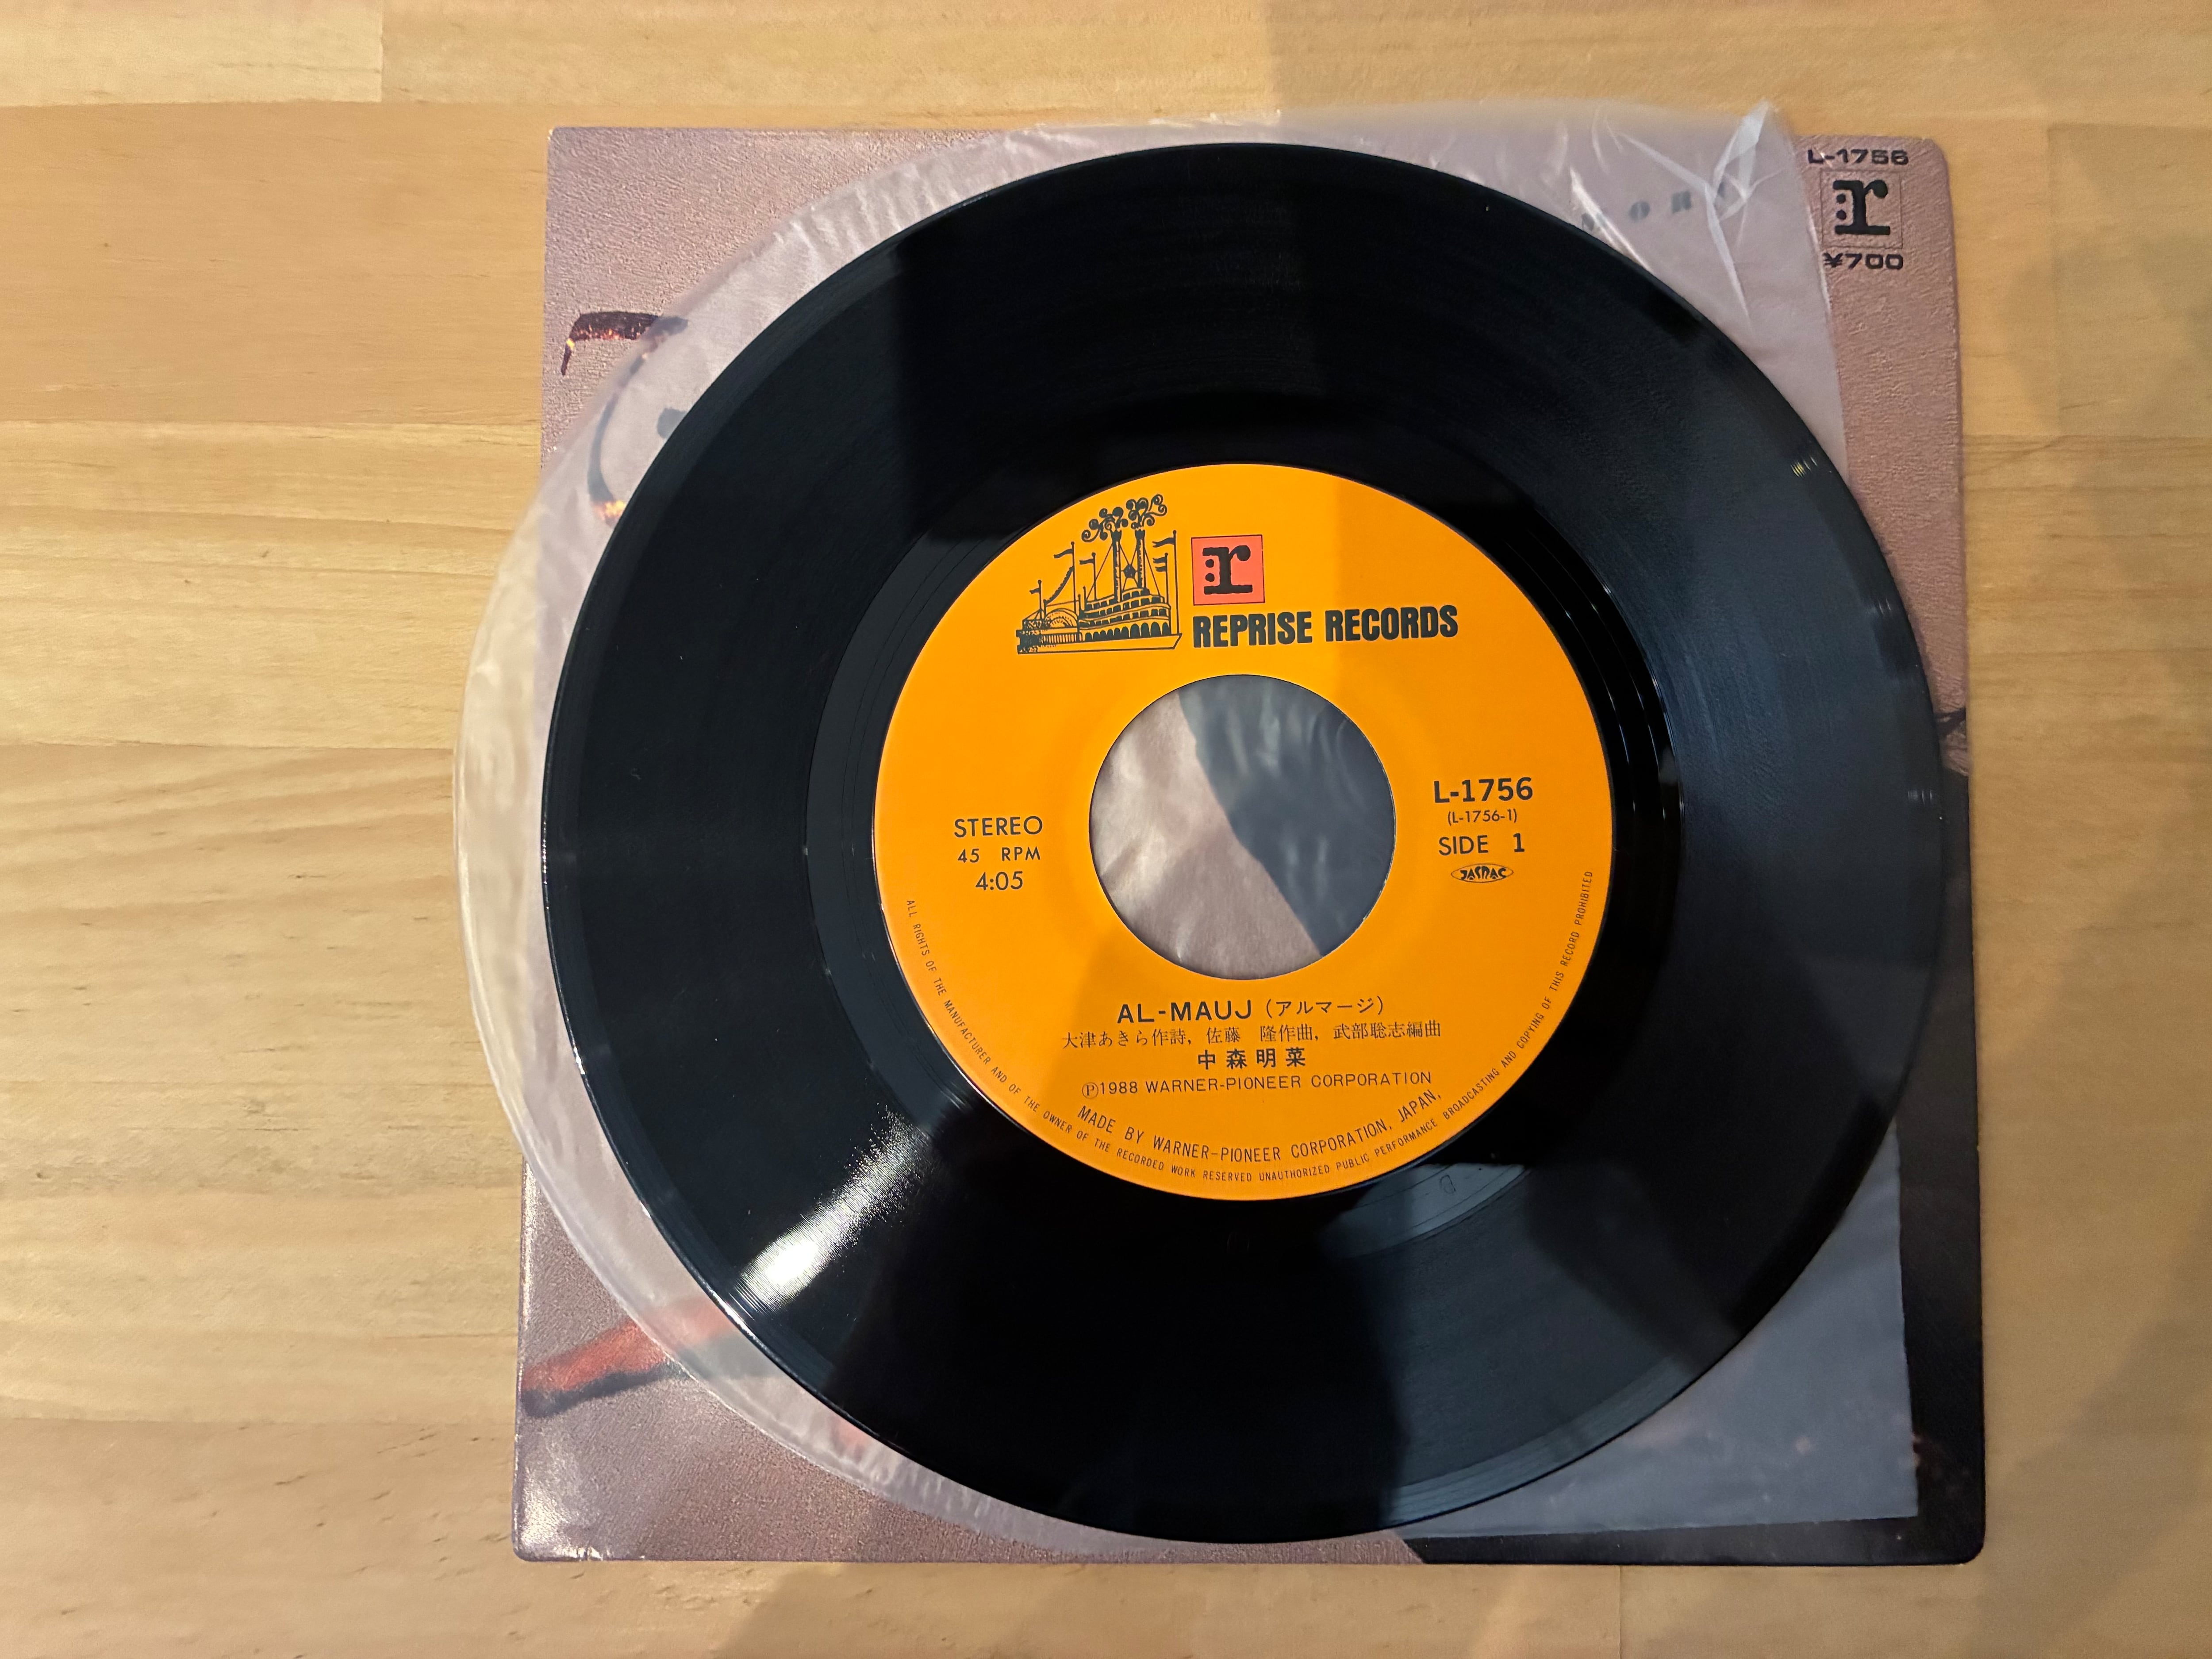 L-1756
r
¥700
r
REPRISE RECORDS
L-1756
(L-1756-1)
SIDE 1
JASRAC
STEREO
45 RPM
4:05
AL-MAUJ (アルマージ)
大津あきら作詩, 佐藤 隆作曲, 武部聡志編曲
中森明菜
Ⓟ1988 WARNER-PIONEER CORPORATION
MADE BY WARNER-PIONEER CORPORATION, JAPAN,
ALL RIGHTS OF THE MANUFACTURER AND OF THE OWNER OF THE RECORDED WORK RESERVED UNAUTHORIZED PUBLIC PERFORMANCE BROADCASTING AND COPYING OF THIS RECORD PROHIBITED